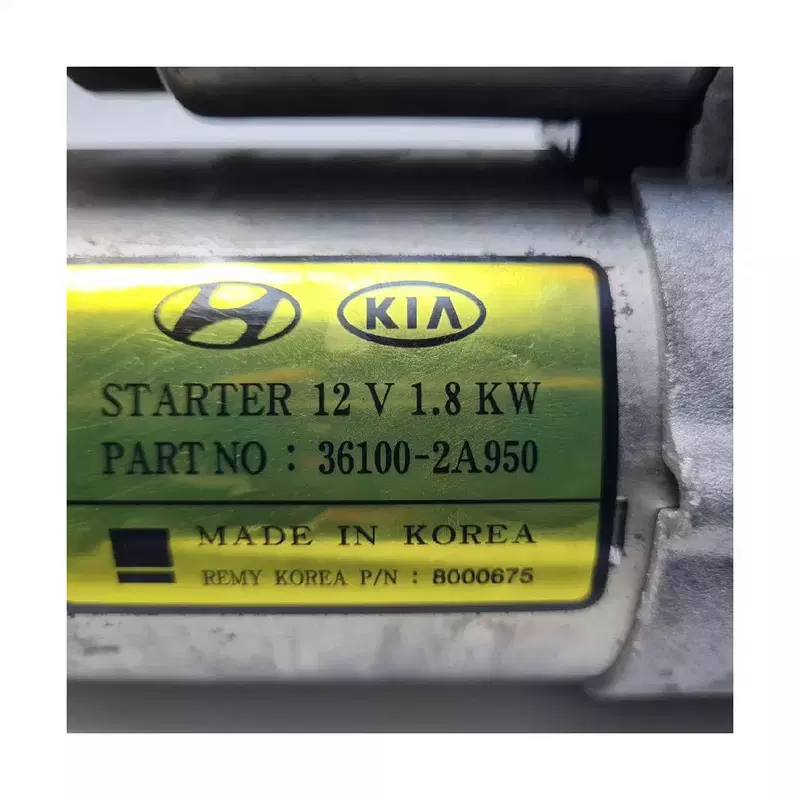 KIA
STARTER 12 V 1.8 KW
PART NO : 36100-2A950
MADE IN KOREA
REMY KOREA P/N : 8000675